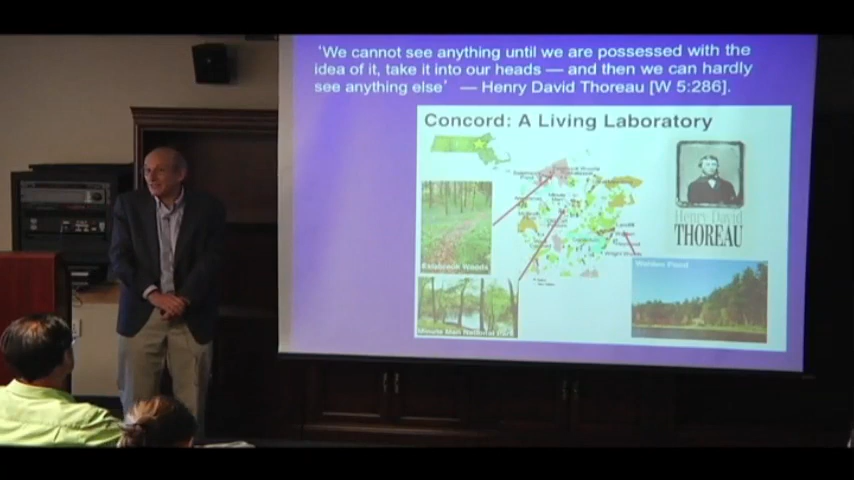 'We cannot see anything until we are possessed with the
idea of it, take it into our heads — and then we can hardly
see anything else' — Henry David Thoreau [W 5:286].
Concord: A Living Laboratory
Henry David
THOREAU
Estabrook Woods
Walden Pond
Minute Man National Park